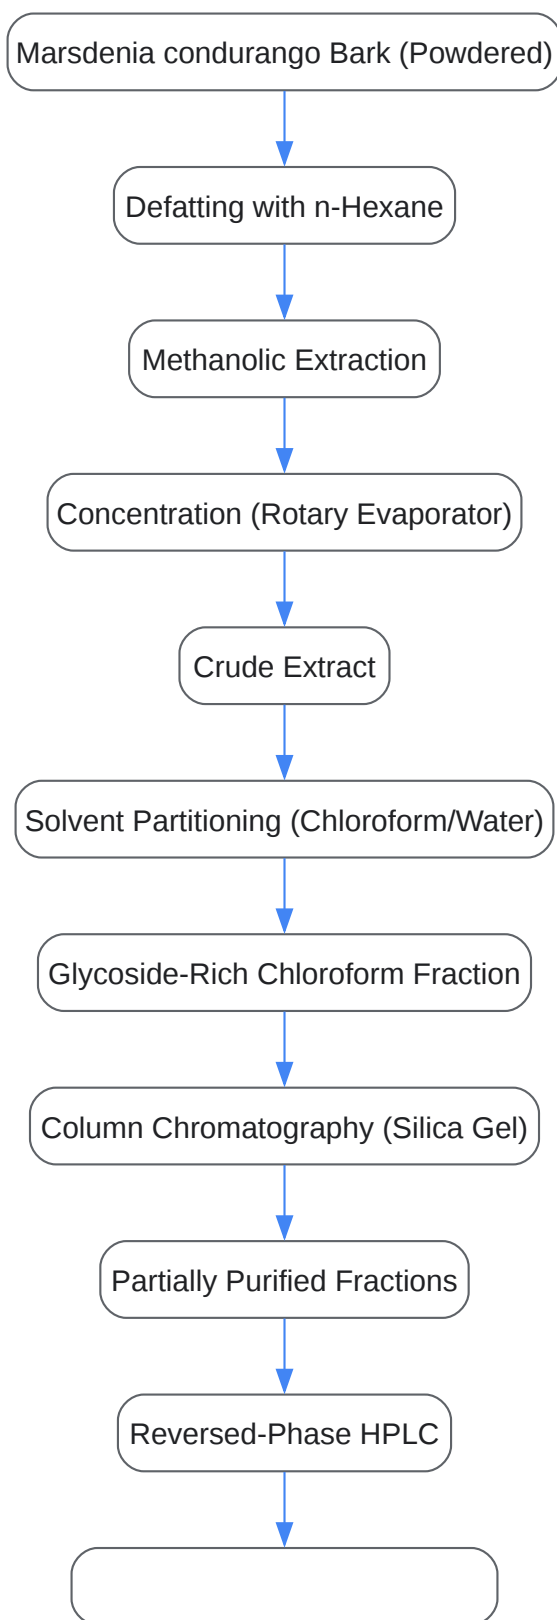 Marsdenia condurango Bark (Powdered)
Defatting with n-Hexane
Methanolic Extraction
Concentration (Rotary Evaporator)
Crude Extract
Solvent Partitioning (Chloroform/Water)
Glycoside-Rich Chloroform Fraction
Column Chromatography (Silica Gel)
Partially Purified Fractions
Reversed-Phase HPLC